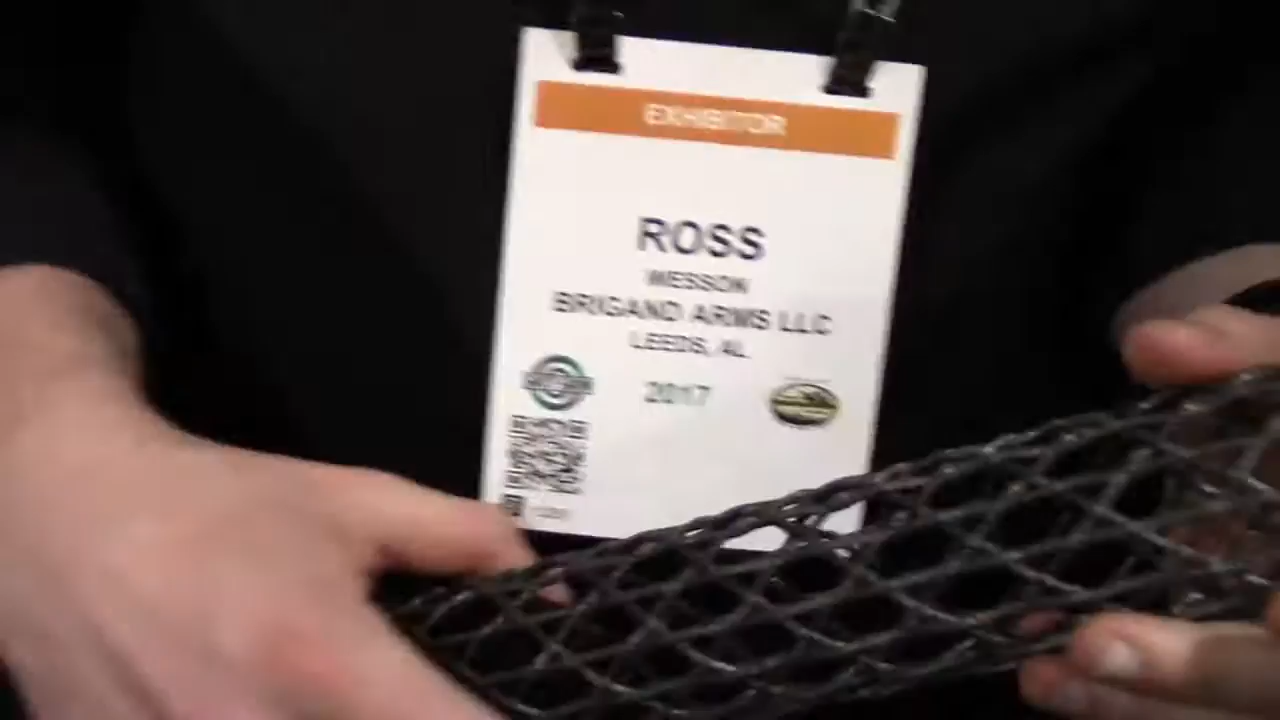 EXHIBITOR
ROSS
WESSON
BRIGAND ARMS LLC
LEEDS, AL
2017